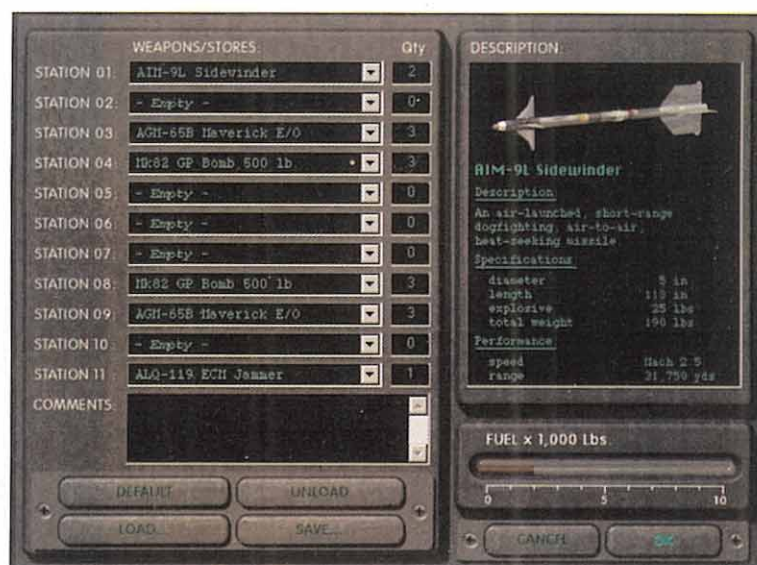 WEAPONS/STORES: Qty
STATION 01: AIM-9L Sidewinder 2
STATION 02: - Empty - 0
STATION 03: AGM-65B Maverick E/O 3
STATION 04: Mk82 GP Bomb 500 lb 3
STATION 05: - Empty - 0
STATION 06: - Empty - 0
STATION 07: - Empty - 0
STATION 08: Mk82 GP Bomb 500 lb 3
STATION 09: AGM-65B Maverick E/O 3
STATION 10: - Empty - 0
STATION 11: ALQ-119 ECM Jammer 1
COMMENTS:
DEFAULT UNLOAD
LOAD... SAVE...
DESCRIPTION:
AIM-9L Sidewinder
Description
An air-launched, short-range
dogfighting, air-to-air,
heat-seeking missile
Specifications
diameter 5 in
length 113 in
explosive 25 lbs
total weight 190 lbs
Performance
speed Mach 2.5
range 31,750 yds
FUEL x 1,000 Lbs.
0 5 10
CANCEL OK